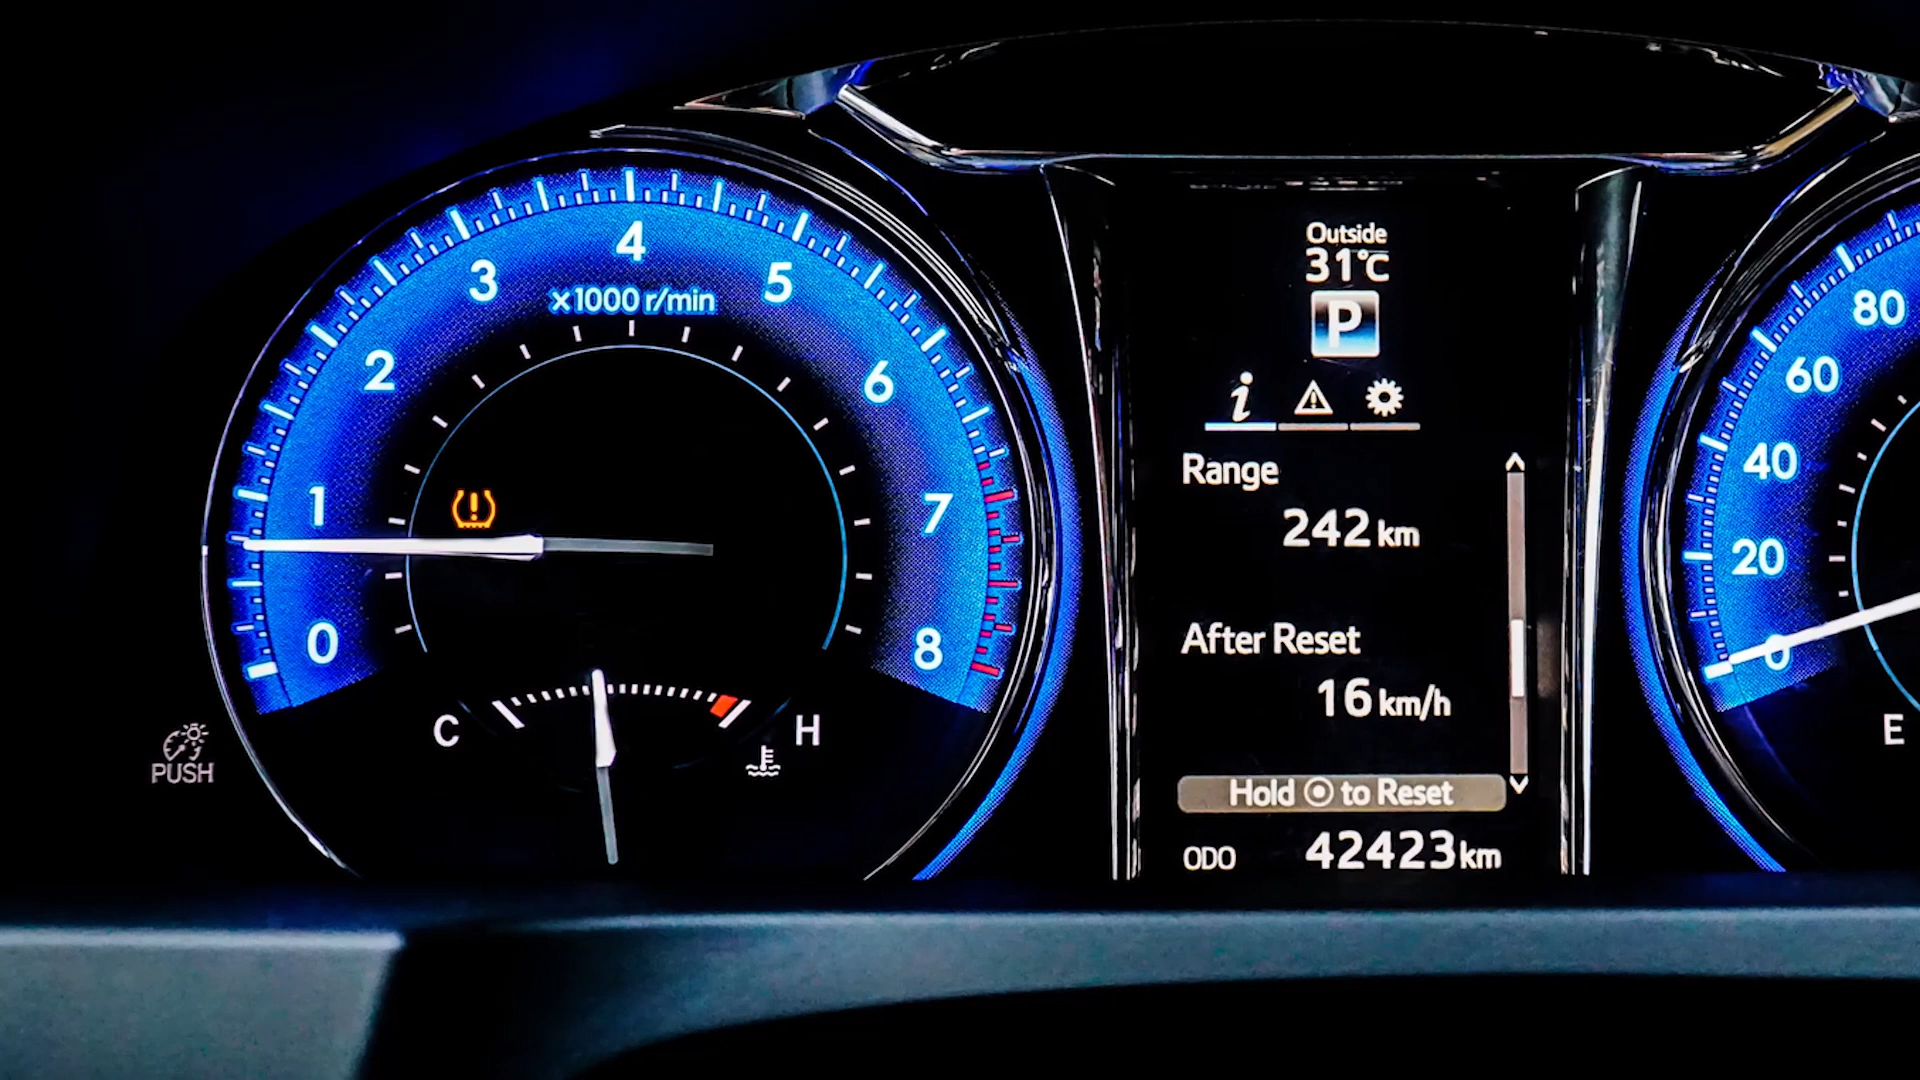 4
3
5
x1000 r/min
2
6
1
7
0
8
C
H
PUSH
Outside
31°C
P
i
Range
242 km
After Reset
16 km/h
Hold ⊙ to Reset
ODO 42423 km
80
60
40
20
0
E